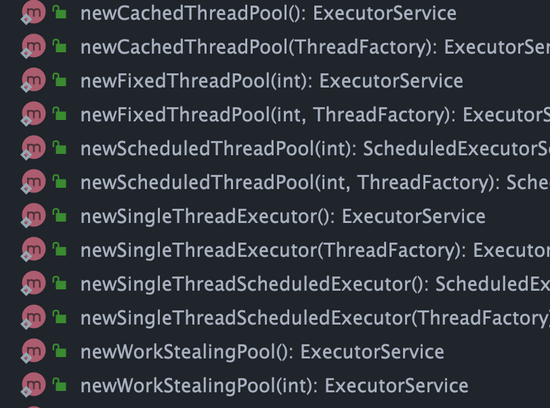 newCachedThreadPool(): ExecutorService
newCachedThreadPool(ThreadFactory): ExecutorSer
newFixedThreadPool(int): ExecutorService
newFixedThreadPool(int, ThreadFactory): ExecutorS
newScheduledThreadPool(int): ScheduledExecutorS
newScheduledThreadPool(int, ThreadFactory): Sche
newSingleThreadExecutor(): ExecutorService
newSingleThreadExecutor(ThreadFactory): Executor
newSingleThreadScheduledExecutor(): ScheduledEx
newSingleThreadScheduledExecutor(ThreadFactory)
newWorkStealingPool(): ExecutorService
newWorkStealingPool(int): ExecutorService